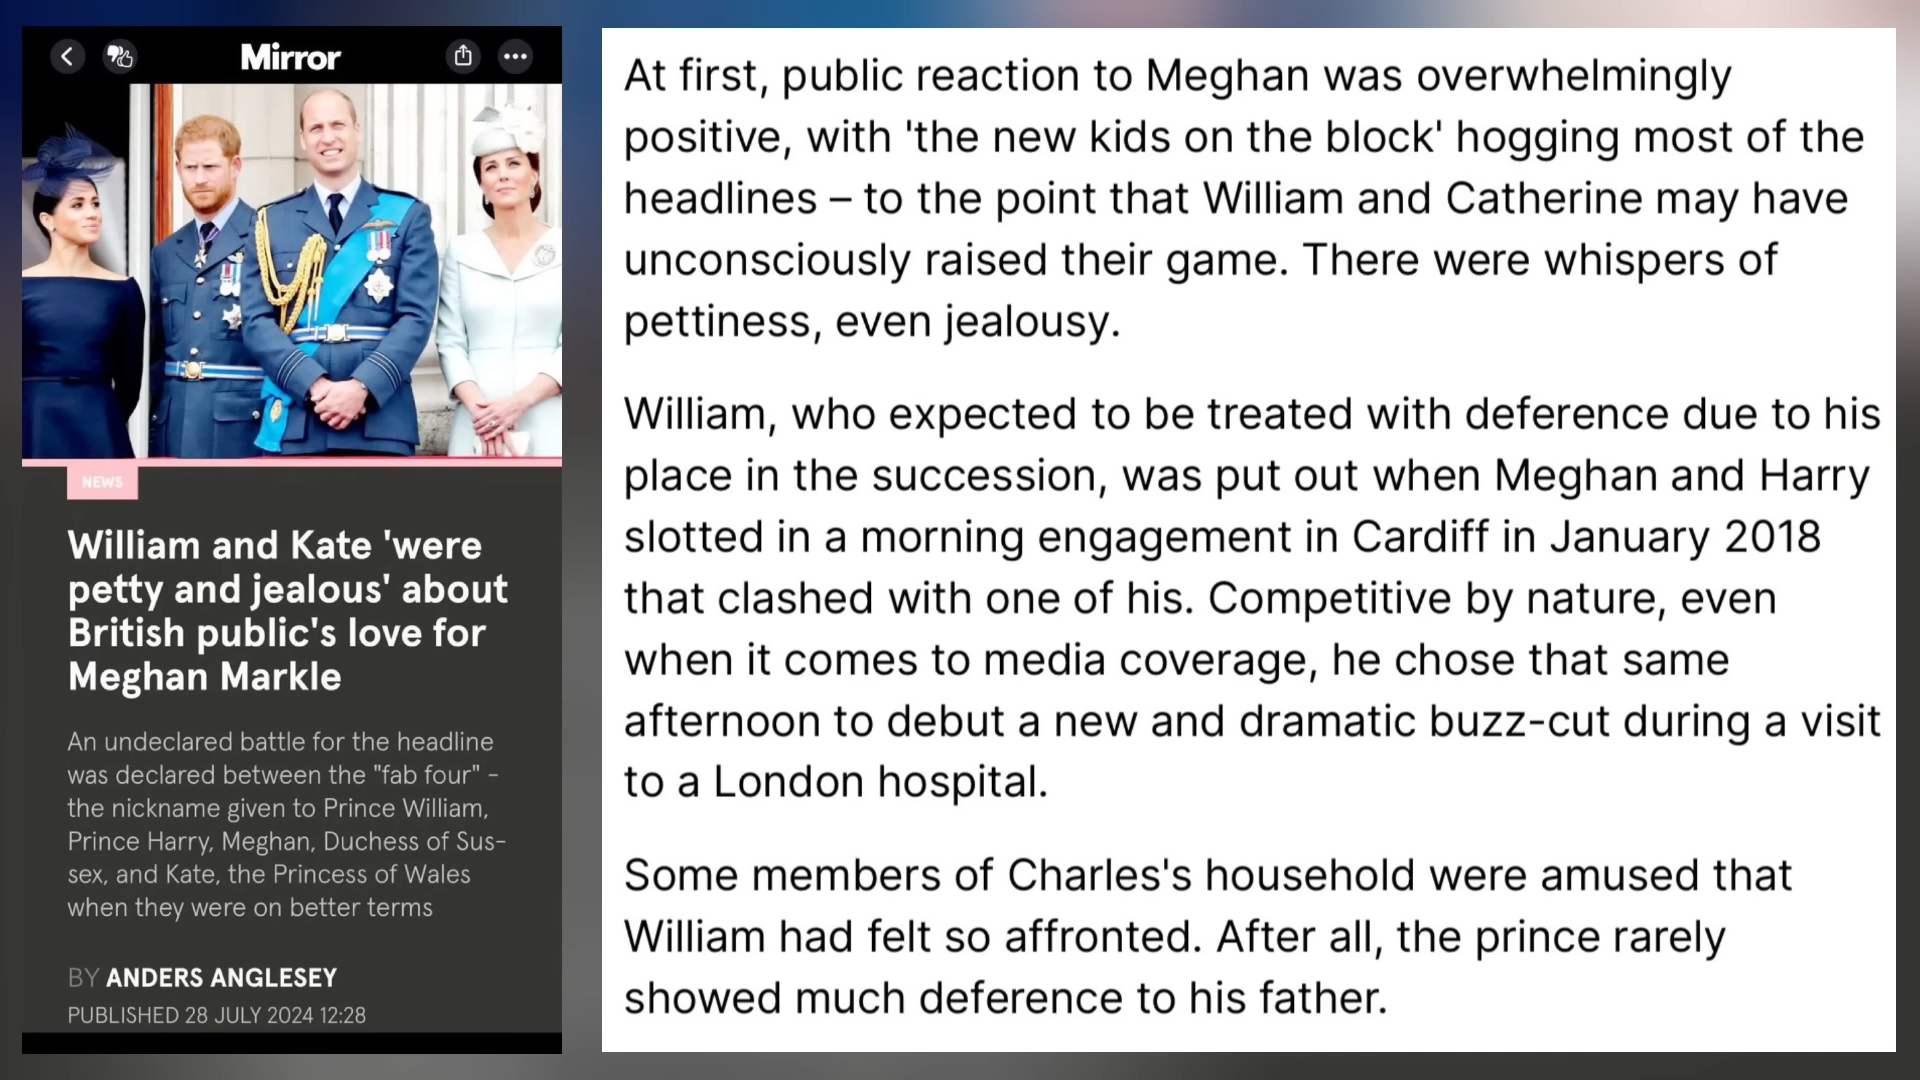 Mirror
NEWS
William and Kate 'were
petty and jealous' about
British public's love for
Meghan Markle
An undeclared battle for the headline
was declared between the "fab four" -
the nickname given to Prince William,
Prince Harry, Meghan, Duchess of Sus-
sex, and Kate, the Princess of Wales
when they were on better terms
BY ANDERS ANGLESEY
PUBLISHED 28 JULY 2024 12:28
At first, public reaction to Meghan was overwhelmingly
positive, with 'the new kids on the block' hogging most of the
headlines – to the point that William and Catherine may have
unconsciously raised their game. There were whispers of
pettiness, even jealousy.
William, who expected to be treated with deference due to his
place in the succession, was put out when Meghan and Harry
slotted in a morning engagement in Cardiff in January 2018
that clashed with one of his. Competitive by nature, even
when it comes to media coverage, he chose that same
afternoon to debut a new and dramatic buzz-cut during a visit
to a London hospital.
Some members of Charles's household were amused that
William had felt so affronted. After all, the prince rarely
showed much deference to his father.